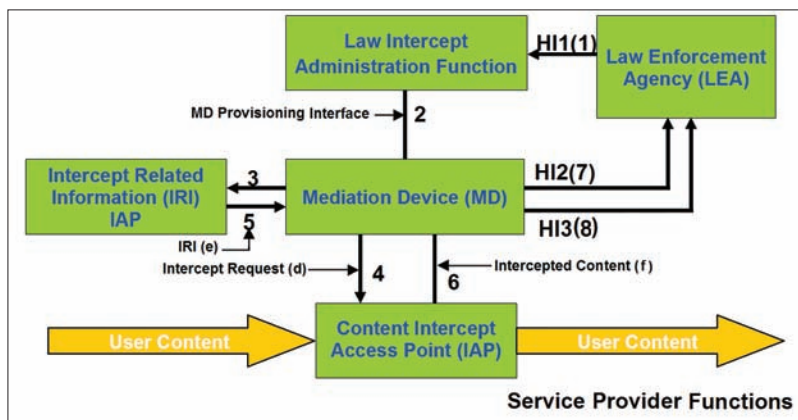 Law Intercept
Administration Function
HI1(1)
Law Enforcement
Agency (LEA)
MD Provisioning Interface
2
Intercept Related
Information (IRI)
IAP
3
5
IRI (e)
Mediation Device (MD)
HI2(7)
HI3(8)
Intercept Request (d)
4
6
Intercepted Content (f)
User Content
Content Intercept
Access Point (IAP)
User Content
Service Provider Functions